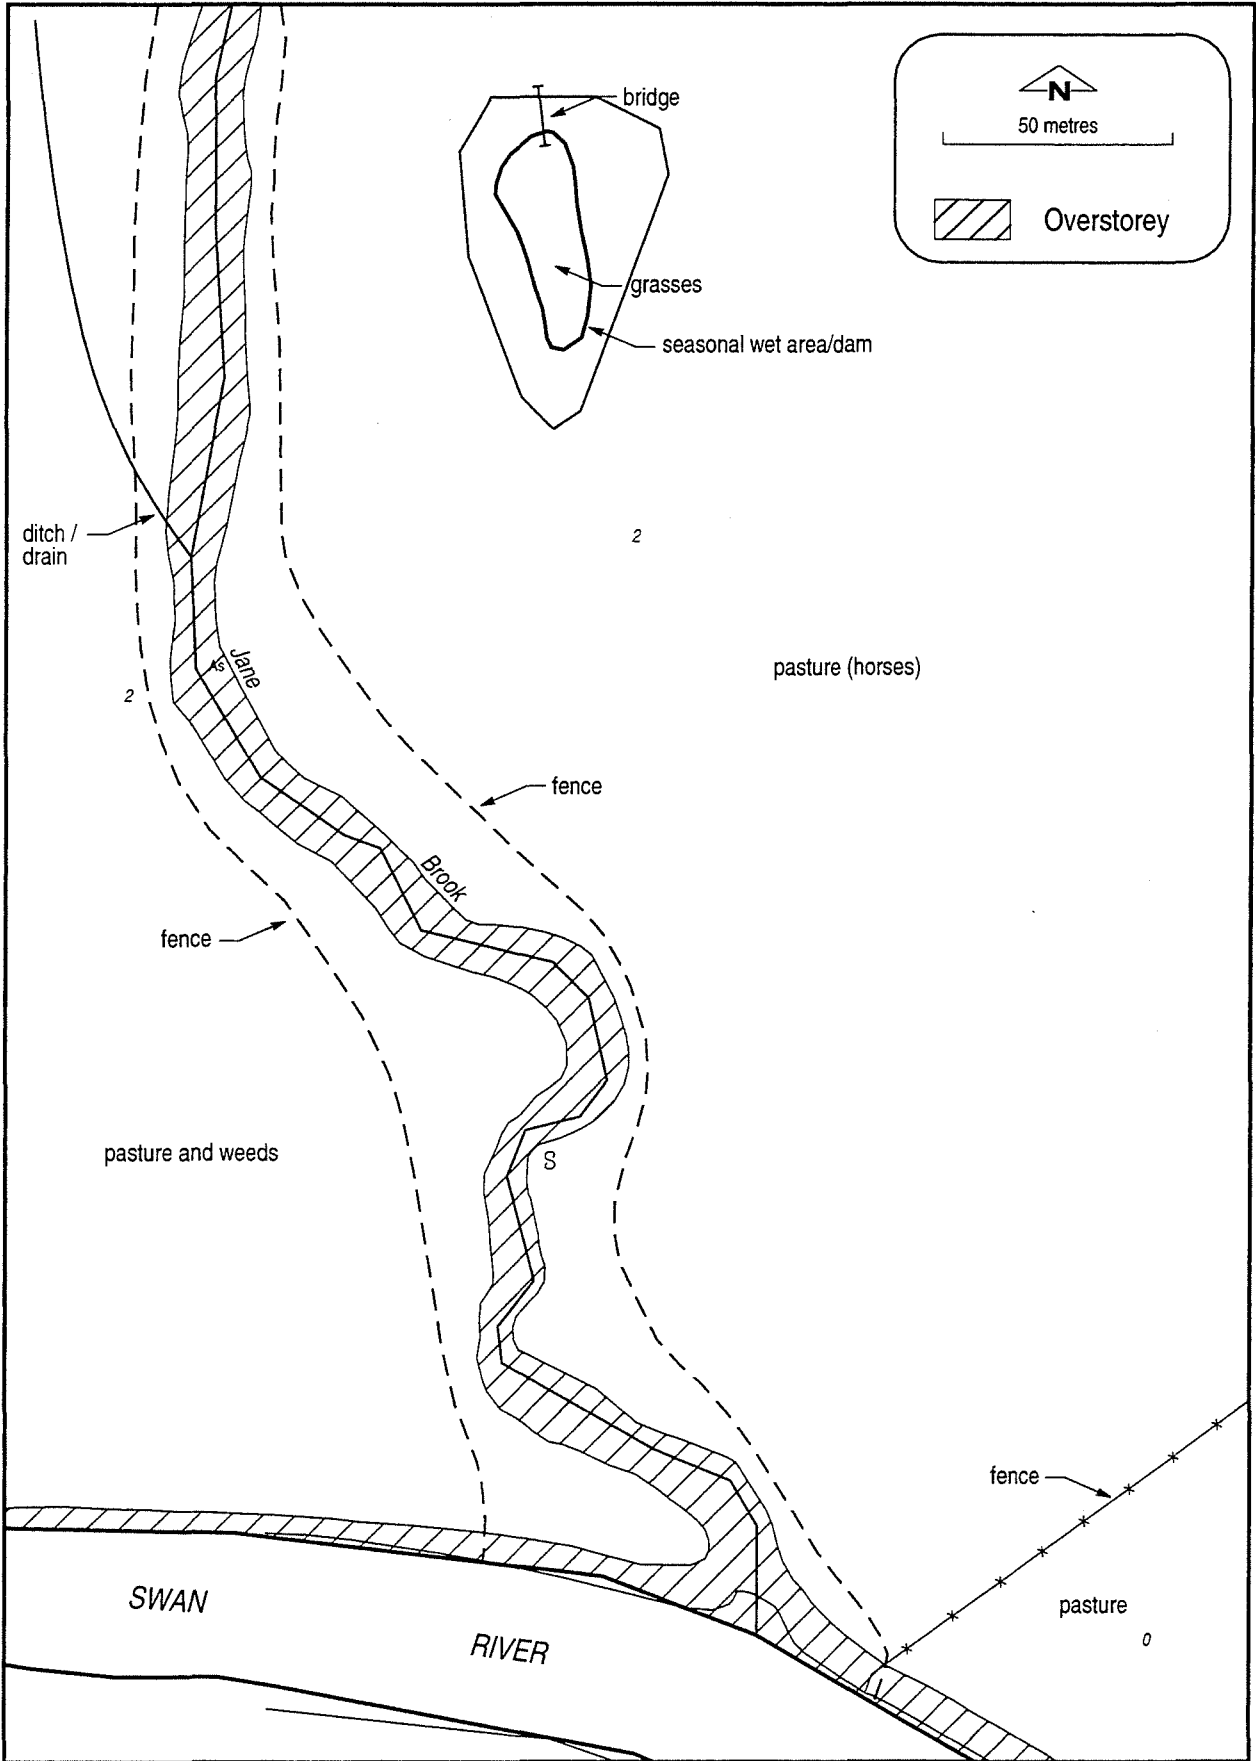 bridge
N
50 metres
Overstorey
grasses
seasonal wet area/dam
ditch /
drain
2
As
Jane
pasture (horses)
2
fence
Brook
fence
pasture and weeds
S
fence
SWAN
RIVER
pasture
0